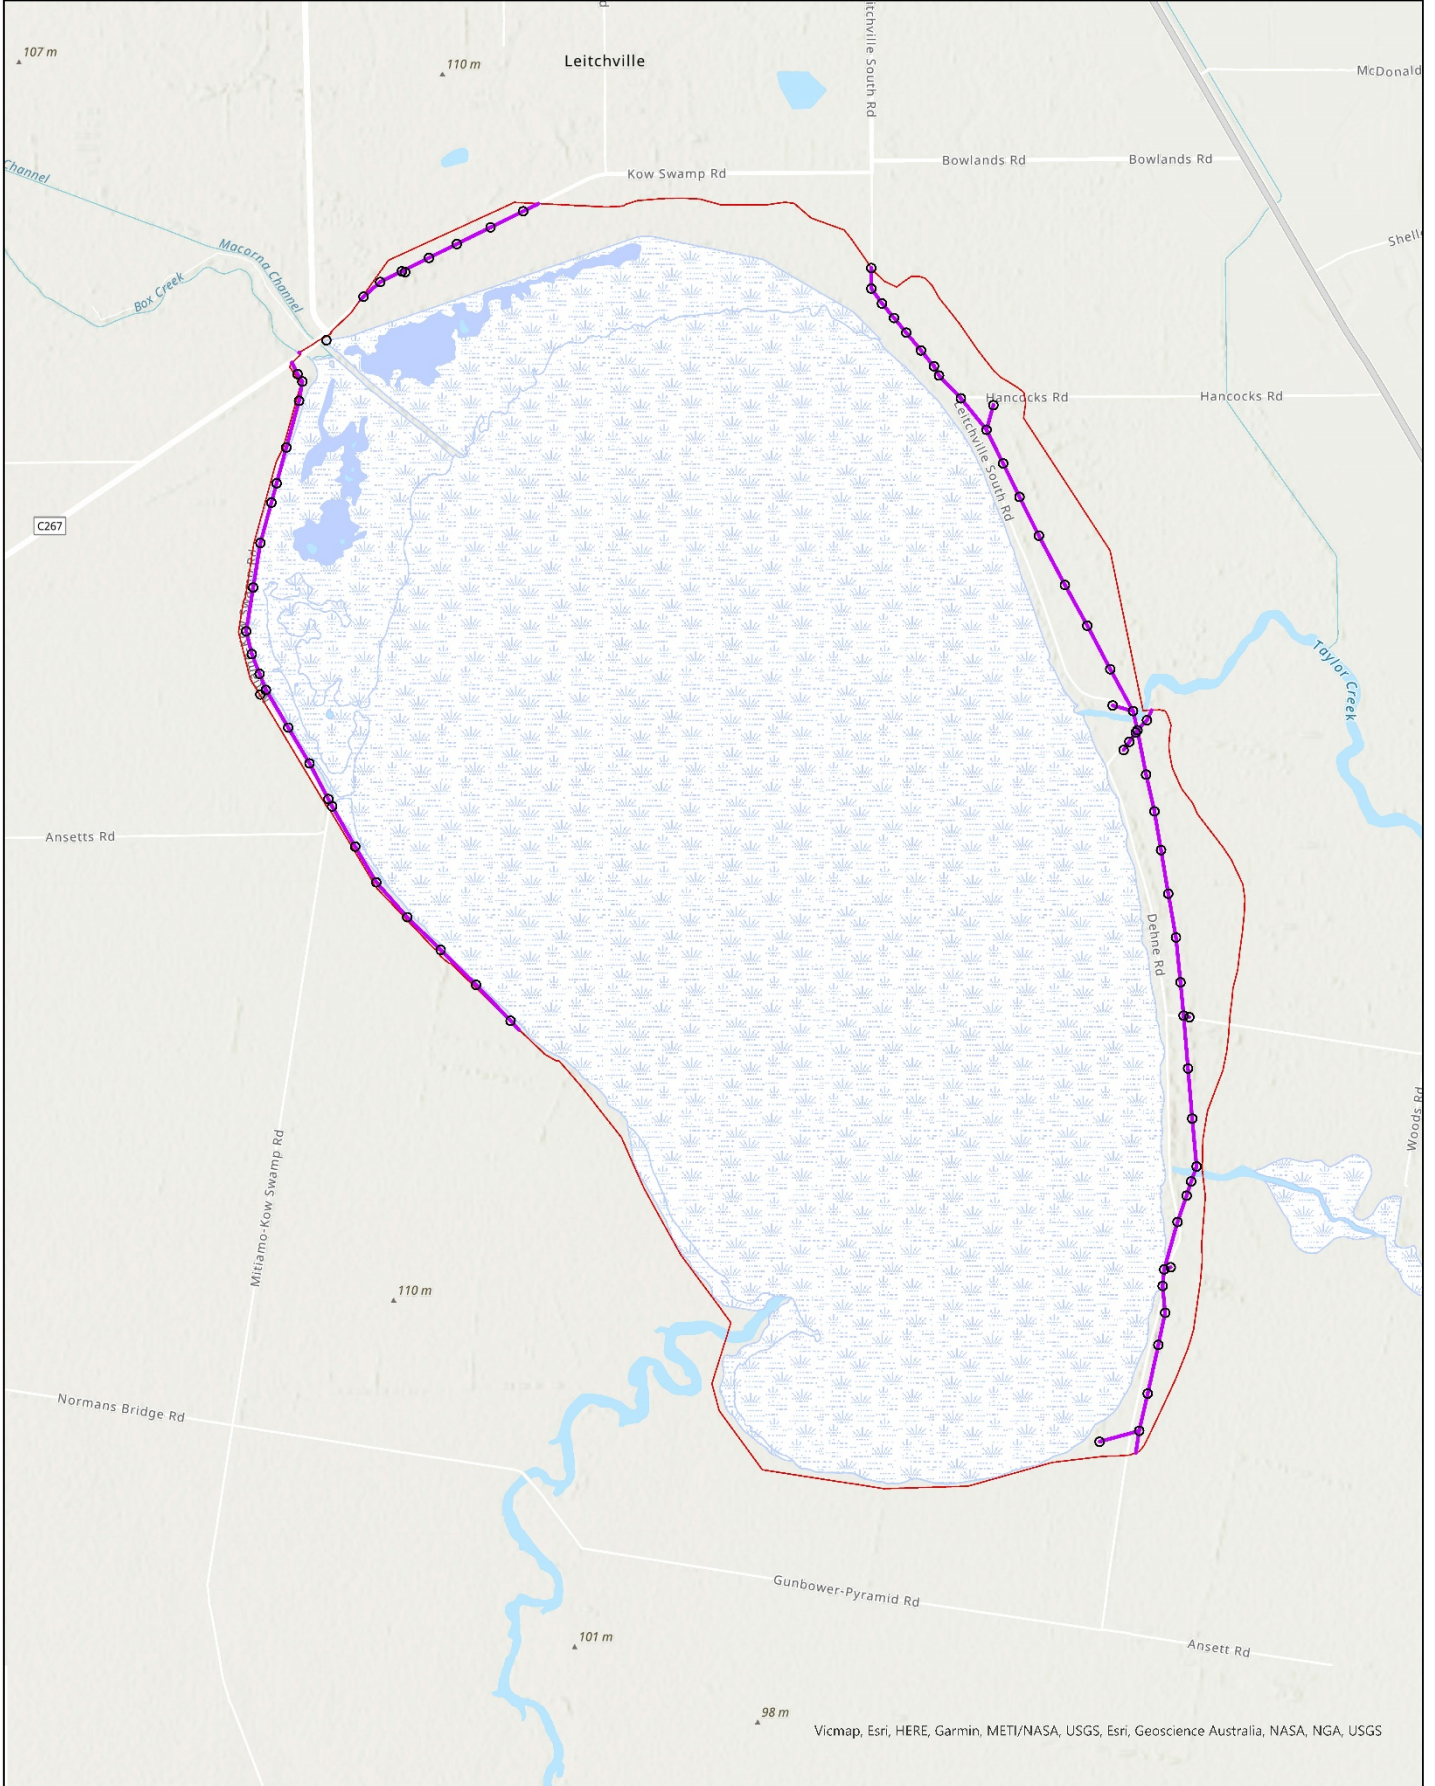 107 m
110 m
Leitchville
itchville South Rd
McDonald
Channel
Kow Swamp Rd
Bowlands Rd
Bowlands Rd
Shell
Macorna Channel
Box Creek
Hancocks Rd
Hancocks Rd
Leitchville South Rd
C267
Taylor Creek
Ansetts Rd
Dehne Rd
Woods Rd
Mitiamo-Kow Swamp Rd
110 m
Normans Bridge Rd
Gunbower-Pyramid Rd
101 m
Ansett Rd
98 m
Vicmap, Esri, HERE, Garmin, METI/NASA, USGS, Esri, Geoscience Australia, NASA, NGA, USGS